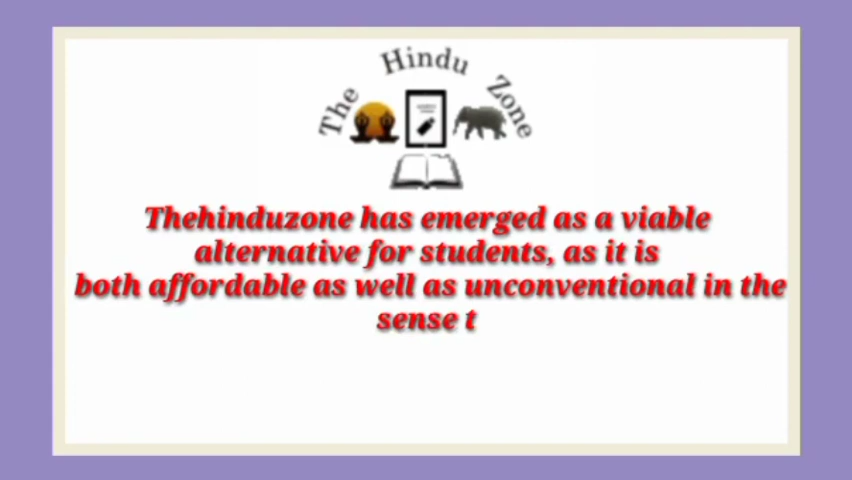 The Hindu Zone
Thehinduzone has emerged as a viable
alternative for students, as it is
both affordable as well as unconventional in the
sense t